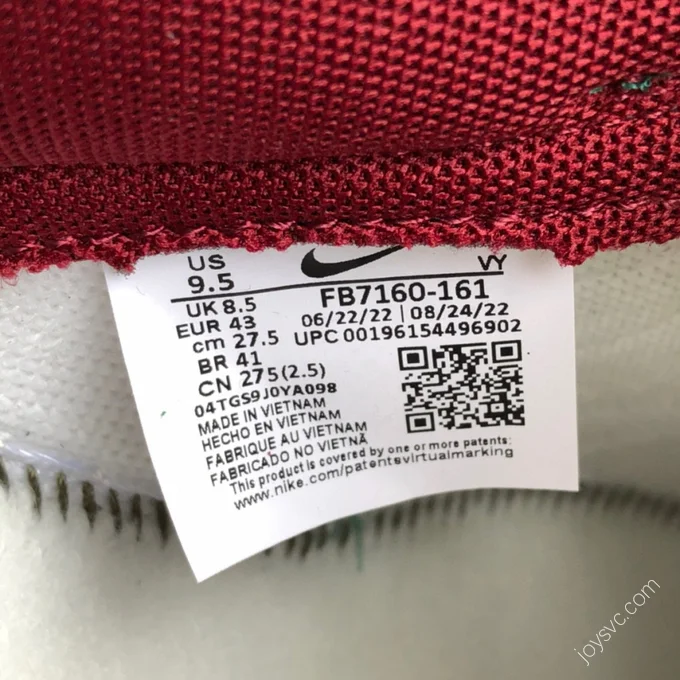 US
9.5
UK 8.5
EUR 43
cm 27.5
BR 41
CN 275(2.5)
04TGS9J0YA098
MADE IN VIETNAM
HECHO EN VIETNAM
FABRIQUE AU VIETNAM
FABRICADO NO VIETNÃ
This product is covered by one or more patents:
www.nike.com/patentsvirtualmarking
VY
FB7160-161
06/22/22 | 08/24/22
UPC 00196154496902
joysvc.com